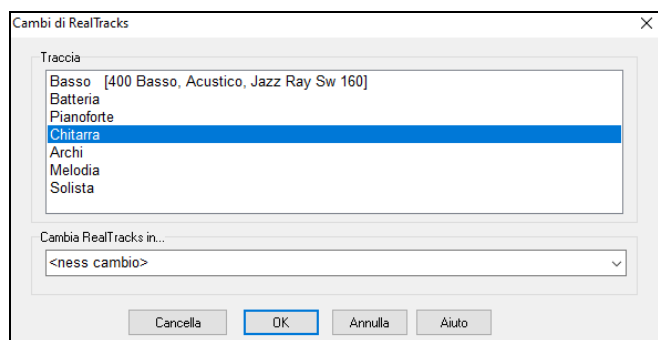 Cambi di RealTracks
Traccia
Basso [400 Basso, Acustico, Jazz Ray Sw 160]
Batteria
Pianoforte
Chitarra
Archi
Melodia
Solista
Cambia RealTracks in...
<ness cambio>
Cancella OK Annulla Aiuto